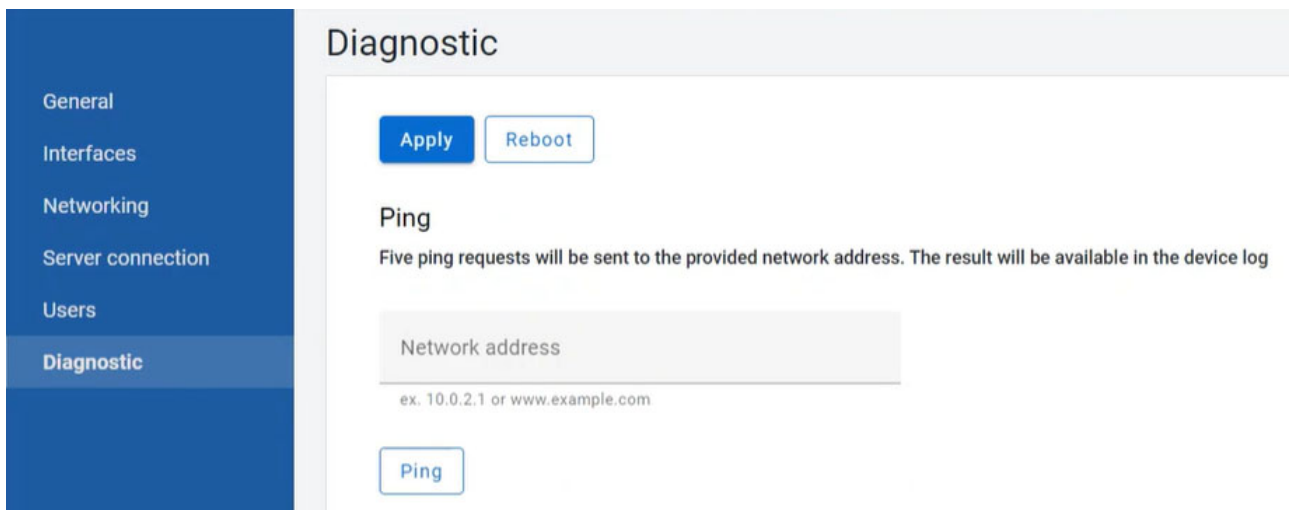 Diagnostic
General
Interfaces
Networking
Server connection
Users
Diagnostic
Apply
Reboot
Ping
Five ping requests will be sent to the provided network address. The result will be available in the device log
Network address
ex. 10.0.2.1 or www.example.com
Ping